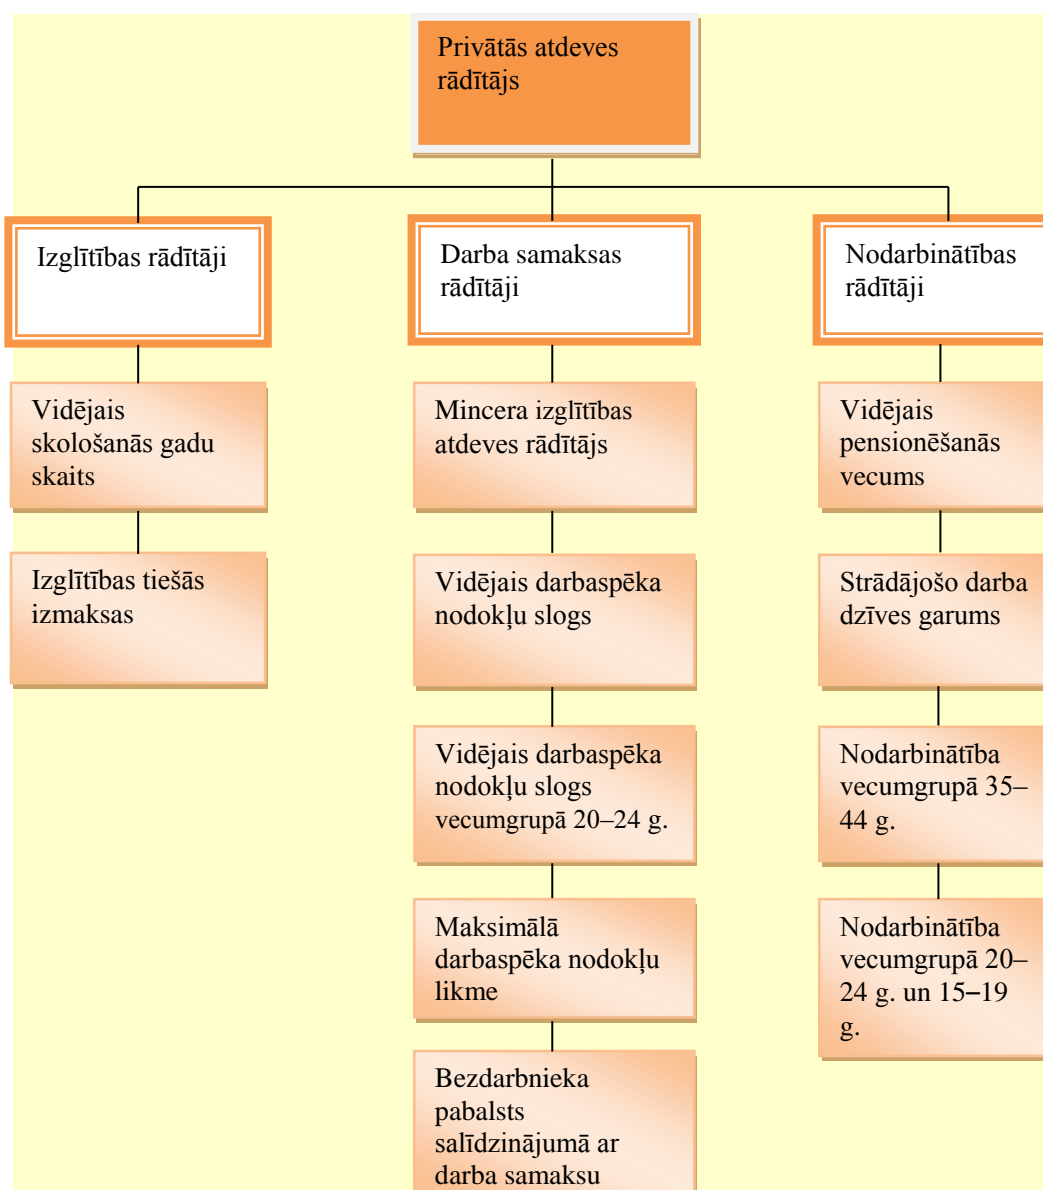 Privātās atdeves
rādītājs
Izglītības rādītāji
Vidējais
skološanās gadu
skaits
Izglītības tiešās
izmaksas
Darba samaksas
rādītāji
Mincera izglītības
atdeves rādītājs
Vidējais darbaspēka
nodokļu slogs
Vidējais darbaspēka
nodokļu slogs
vecumgrupā 20–24 g.
Maksimālā
darbaspēka nodokļu
likme
Bezdarbnieka
pabalsts
salīdzinājumā ar
darba samaksu
Nodarbinātības
rādītāji
Vidējais
pensionēšanās
vecums
Strādājošo darba
dzīves garums
Nodarbinātība
vecumgrupā 35–
44 g.
Nodarbinātība
vecumgrupā 20–
24 g. un 15–19
g.